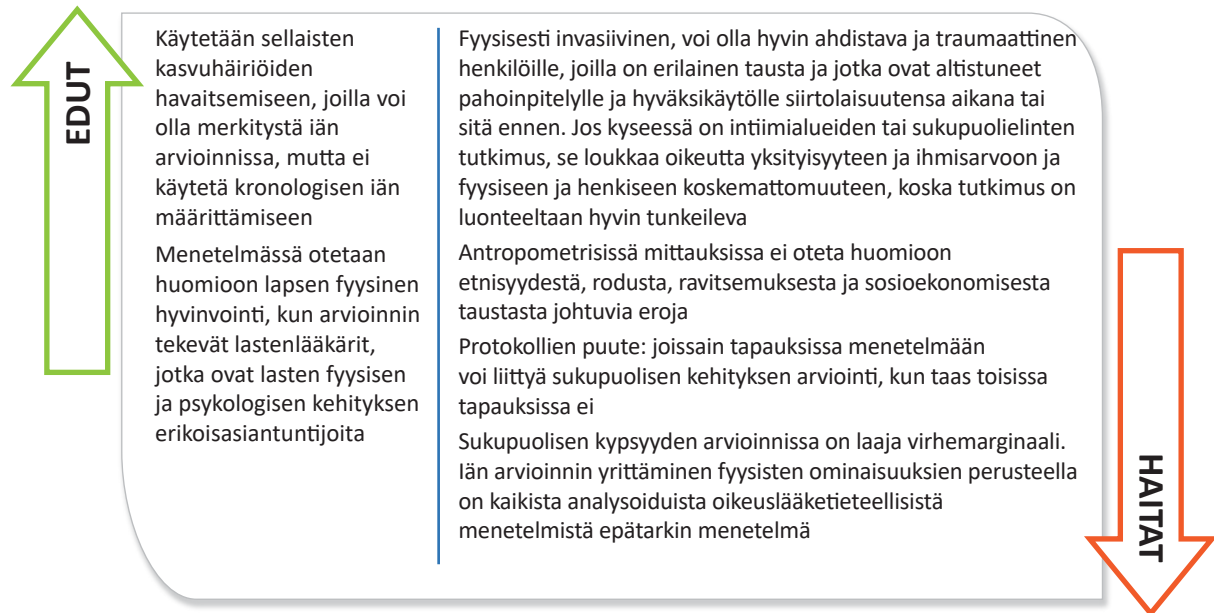 EDUT
Käytetään sellaisten
kasvuhäiriöiden
havaitsemiseen, joilla voi
olla merkitystä iän
arvioinnissa, mutta ei
käytetä kronologisen iän
määrittämiseen
Menetelmässä otetaan
huomioon lapsen fyysinen
hyvinvointi, kun arvioinnin
tekevät lastenlääkärit,
jotka ovat lasten fyysisen
ja psykologisen kehityksen
erikoisasiantuntijoita
Fyysisesti invasiivinen, voi olla hyvin ahdistava ja traumaattinen
henkilöille, joilla on erilainen tausta ja jotka ovat altistuneet
pahoinpitelylle ja hyväksikäytölle siirtolaisuutensa aikana tai
sitä ennen. Jos kyseessä on intiimialueiden tai sukupuolielinten
tutkimus, se loukkaa oikeutta yksityisyyteen ja ihmisarvoon ja
fyysiseen ja henkiseen koskemattomuuteen, koska tutkimus on
luonteeltaan hyvin tunkeileva
Antropometrisissä mittauksissa ei oteta huomioon
etnisyydestä, rodusta, ravitsemuksesta ja sosioekonomisesta
taustasta johtuvia eroja
Protokollien puute: joissain tapauksissa menetelmään
voi liittyä sukupuolisen kehityksen arviointi, kun taas toisissa
tapauksissa ei
Sukupuolisen kypsyyden arvioinnissa on laaja virhemarginaali.
Iän arvioinnin yrittäminen fyysisten ominaisuuksien perusteella
on kaikista analysoiduista oikeuslääketieteellisistä
menetelmistä epätarkin menetelmä
HAITAT